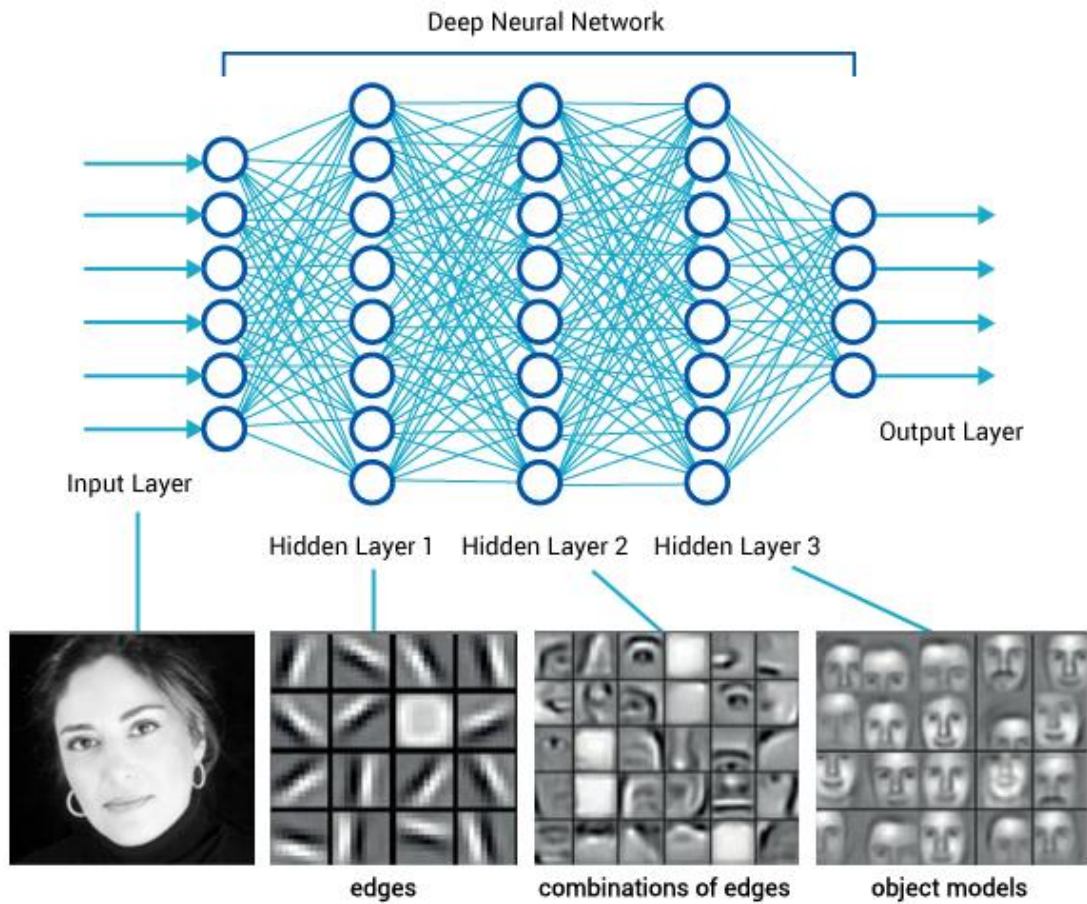 Deep Neural Network
Output Layer
Input Layer
Hidden Layer 1 Hidden Layer 2 Hidden Layer 3
edges combinations of edges object models